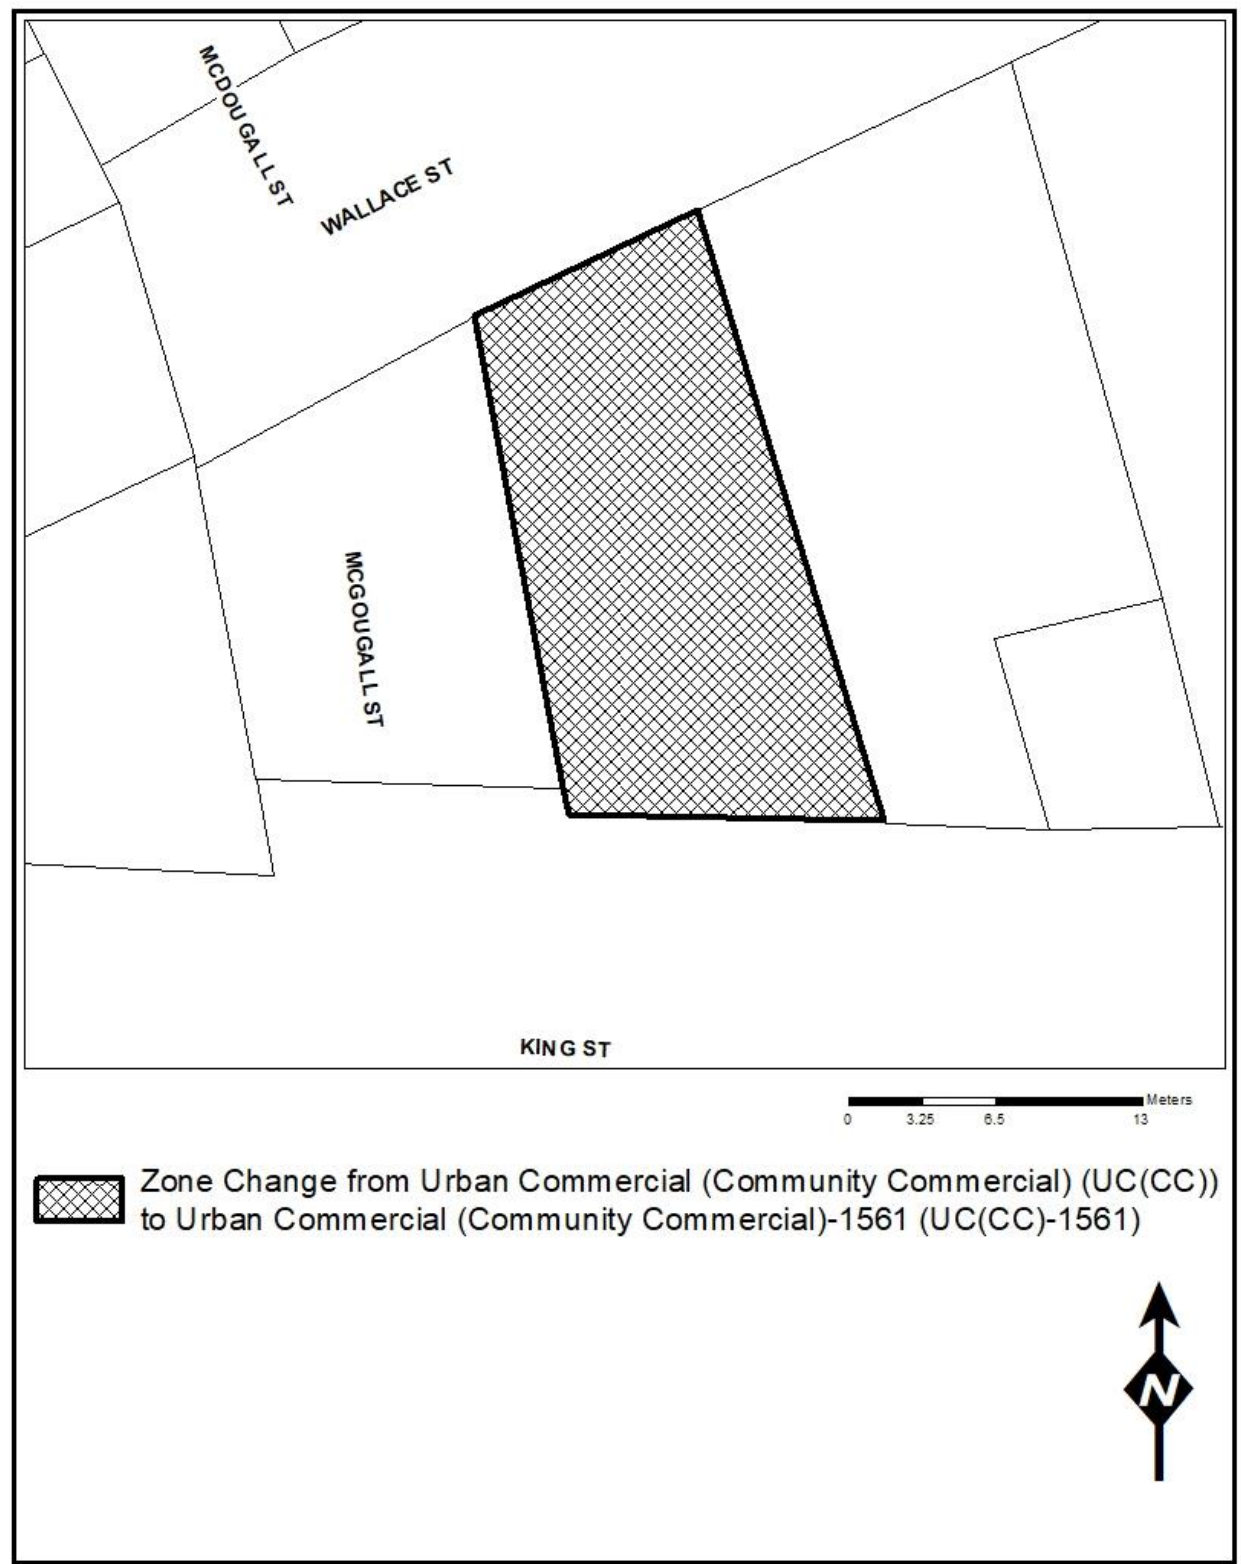 MCDOUGALL ST
WALLACE ST
MCGOUGALL ST
KING ST
Meters
0 3.25 6.5 13
Zone Change from Urban Commercial (Community Commercial) (UC(CC))
to Urban Commercial (Community Commercial)-1561 (UC(CC)-1561)
N